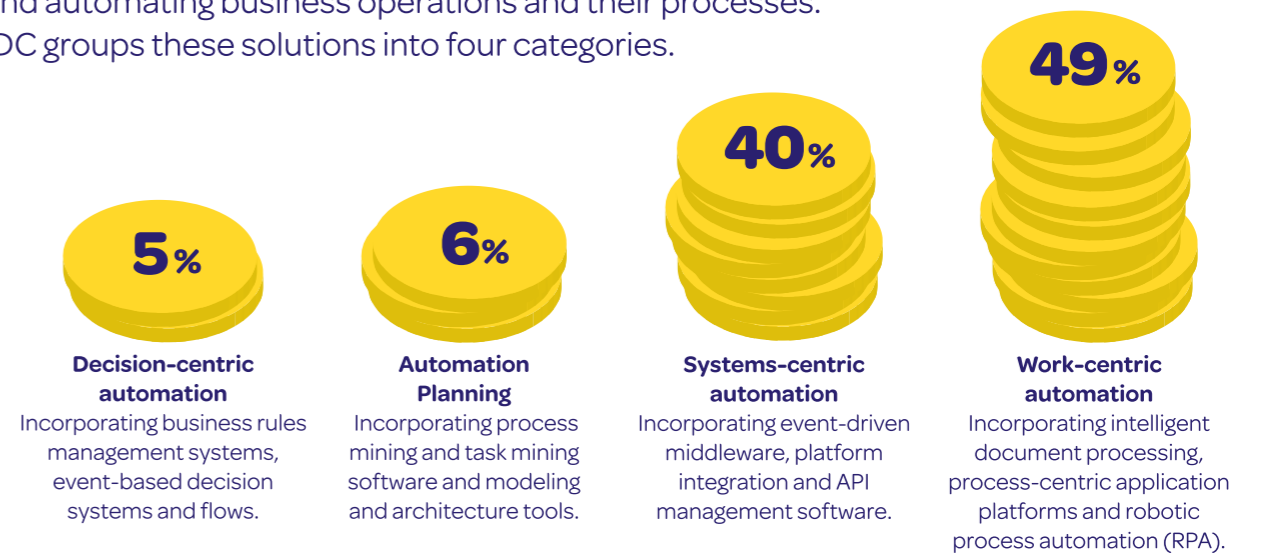 and automating business operations and their processes.
DC groups these solutions into four categories.
5%
6%
40%
49%
Decision-centric
automation
Incorporating business rules
management systems,
event-based decision
systems and flows.
Automation
Planning
Incorporating process
mining and task mining
software and modeling
and architecture tools.
Systems-centric
automation
Incorporating event-driven
middleware, platform
integration and API
management software.
Work-centric
automation
Incorporating intelligent
document processing,
process-centric application
platforms and robotic
process automation (RPA).